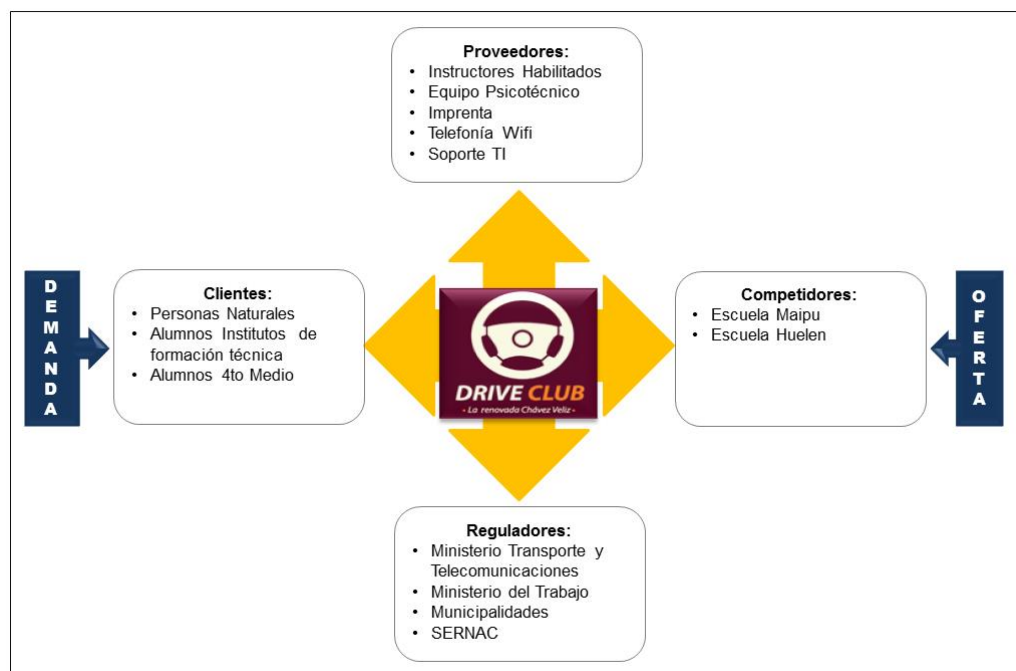 Proveedores:
• Instructores Habilitados
• Equipo Psicotécnico
• Imprenta
• Telefonía Wifi
• Soporte TI
DEMANDA
Clientes:
• Personas Naturales
• Alumnos Institutos de
formación técnica
• Alumnos 4to Medio
DRIVE CLUB
• La renovada Chávez Veliz •
Competidores:
• Escuela Maipu
• Escuela Huelen
OFERTA
Reguladores:
• Ministerio Transporte y
Telecomunicaciones
• Ministerio del Trabajo
• Municipalidades
• SERNAC